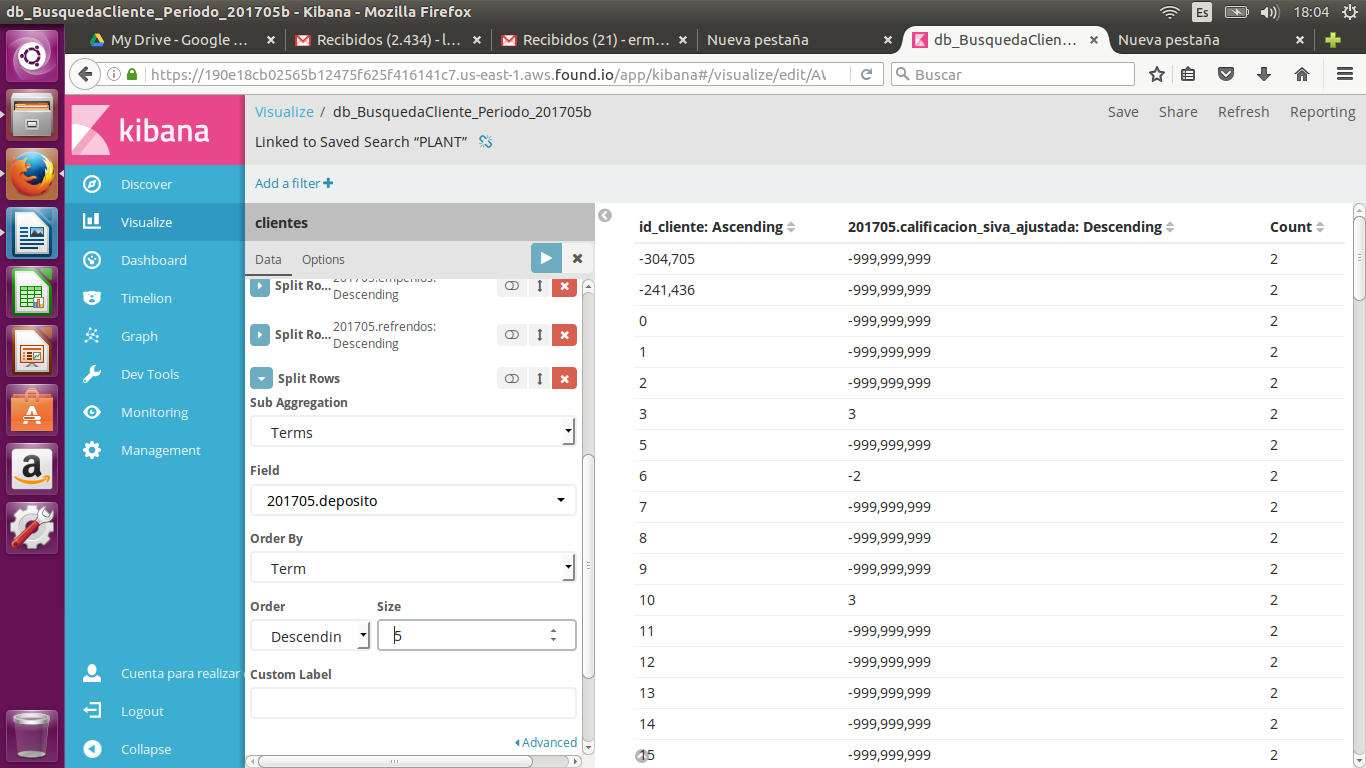 db_BusquedaCliente_Periodo_201705b - Kibana - Mozilla Firefox
Es
18:04
My Drive - Google ...
Recibidos (2.434) - l...
Recibidos (21) - erm...
Nueva pestaña
db_BusquedaClien...
Nueva pestaña
https://190e18cb02565b12475f625f416141c7.us-east-1.aws.found.io/app/kibana#/visualize/edit/AV
Buscar
kibana
Visualize / db_BusquedaCliente_Periodo_201705b
Save Share Refresh Reporting
Linked to Saved Search “PLANT”
Add a filter
Discover
Visualize
Dashboard
Timelion
Graph
Dev Tools
Monitoring
Management
Cuenta para realizar
Logout
Collapse
clientes
Data Options
Split Ro... 201705.empenios:
Descending
Split Ro... 201705.refrendos:
Descending
Split Rows
Sub Aggregation
Terms
Field
201705.deposito
Order By
Term
Order Size
Descendin 5
Custom Label
Advanced
id_cliente: Ascending 201705.calificacion_siva_ajustada: Descending Count
-304,705 -999,999,999 2
-241,436 -999,999,999 2
0 -999,999,999 2
1 -999,999,999 2
2 -999,999,999 2
3 3 2
5 -999,999,999 2
6 -2 2
7 -999,999,999 2
8 -999,999,999 2
9 -999,999,999 2
10 3 2
11 -999,999,999 2
12 -999,999,999 2
13 -999,999,999 2
14 -999,999,999 2
15 -999,999,999 2